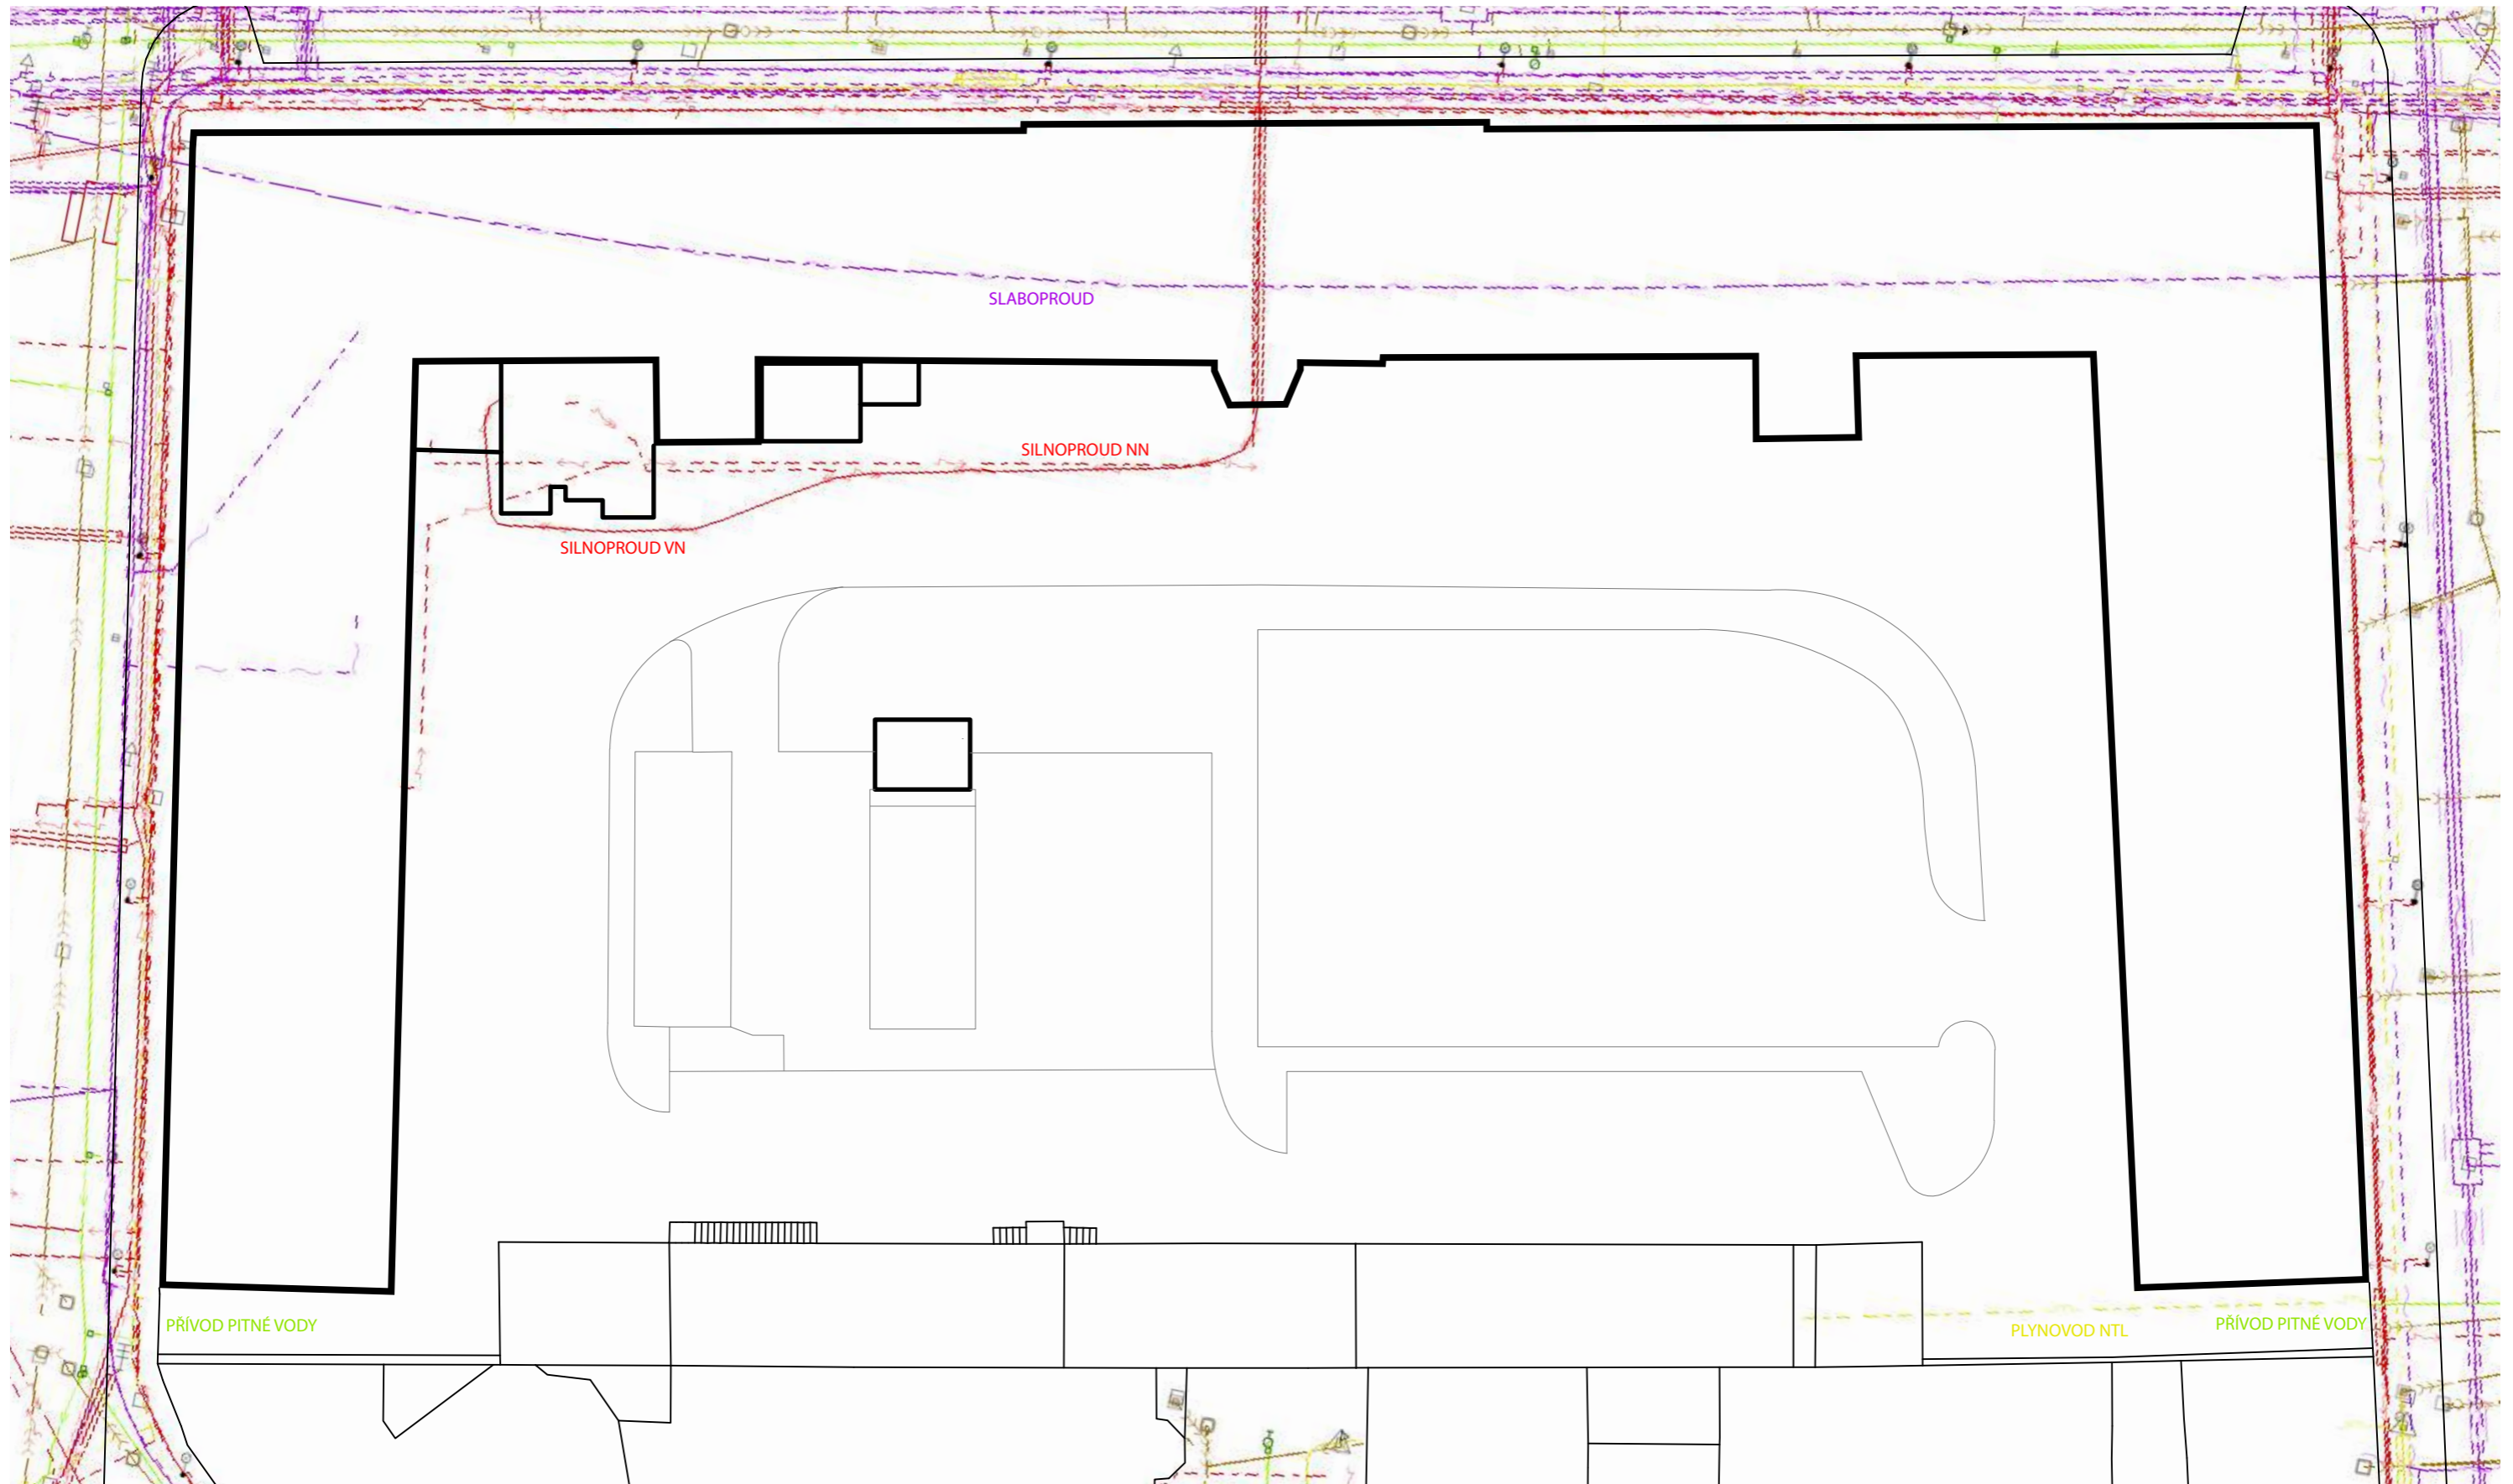 SLABOPROUD
SILNOPROUD NN
SILNOPROUD VN
PŘÍVOD PITNÉ VODY
PLYNOVOD NTL
PŘÍVOD PITNÉ VODY